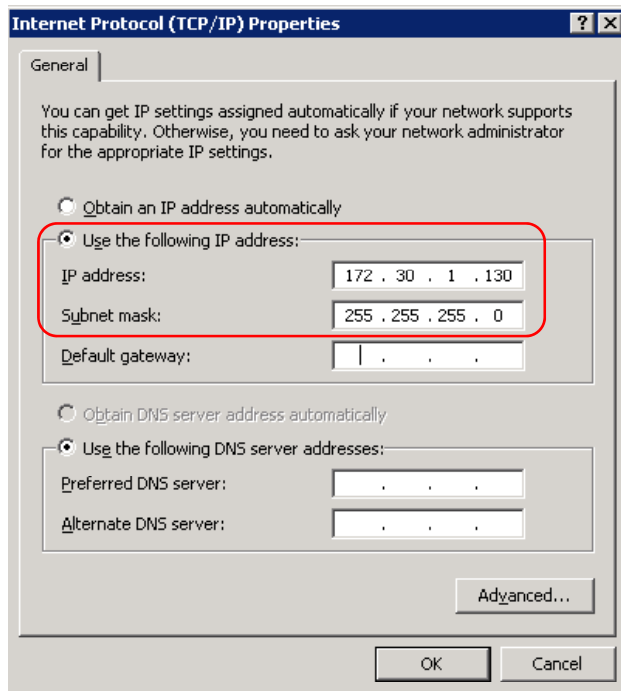 Internet Protocol (TCP/IP) Properties
General
You can get IP settings assigned automatically if your network supports
this capability. Otherwise, you need to ask your network administrator
for the appropriate IP settings.
Obtain an IP address automatically
Use the following IP address:
IP address: 172 . 30 . 1 . 130
Subnet mask: 255 . 255 . 255 . 0
Default gateway: . . .
Obtain DNS server address automatically
Use the following DNS server addresses:
Preferred DNS server: . . .
Alternate DNS server: . . .
Advanced...
OK Cancel